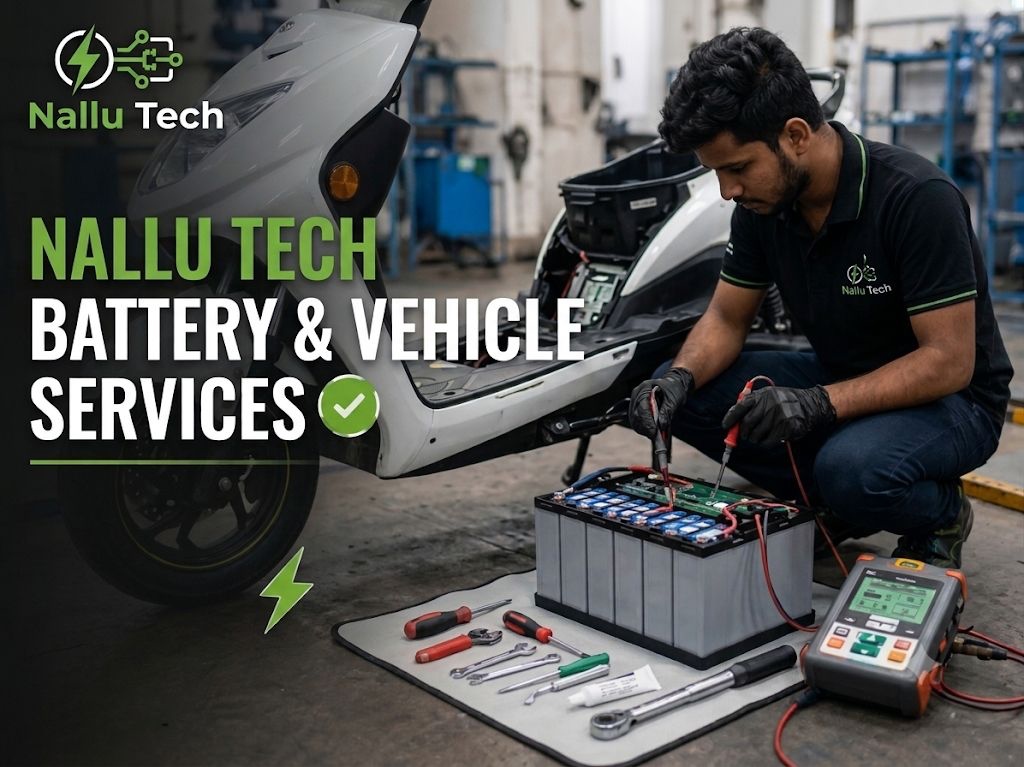 Nallu Tech
NALLU TECH
BATTERY & VEHICLE
SERVICES
Nallu Tech